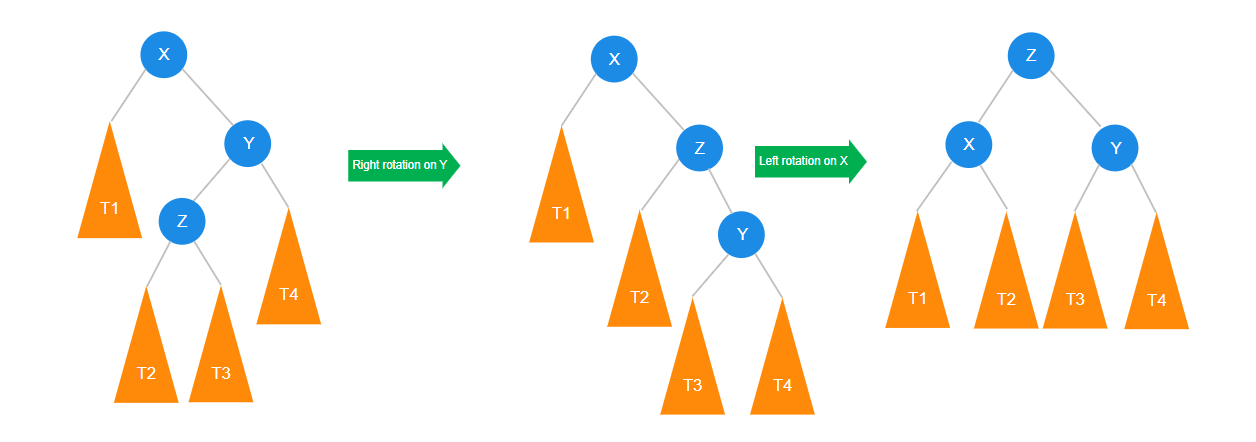 X
Y
Z
T1
T4
T2
T3
Right rotation on Y
X
Z
Y
T1
T2
T3
T4
Left rotation on X
Z
X
Y
T1
T2
T3
T4